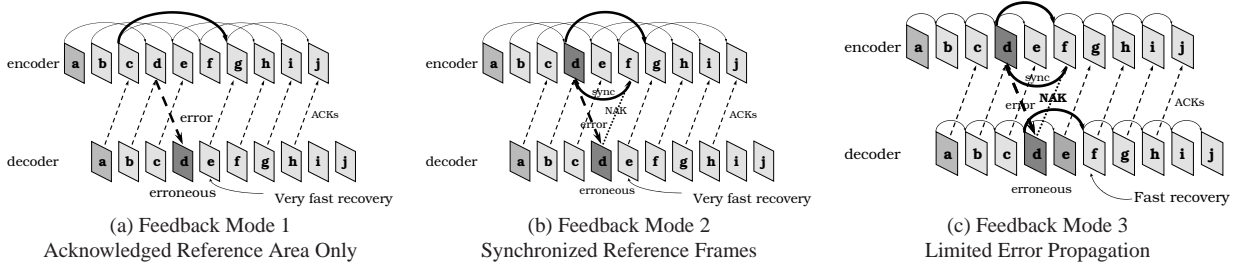 encoder a b c d e f g h i j
error ACKs
decoder a b c d e f g h i j
erroneous Very fast recovery
(a) Feedback Mode 1
Acknowledged Reference Area Only
encoder a b c d e f g h i j
sync
NAK
error ACKs
decoder a b c d e f g h i j
erroneous Very fast recovery
(b) Feedback Mode 2
Synchronized Reference Frames
encoder a b c d e f g h i j
sync
error NAK ACKs
decoder a b c d e f g h i j
erroneous Fast recovery
(c) Feedback Mode 3
Limited Error Propagation